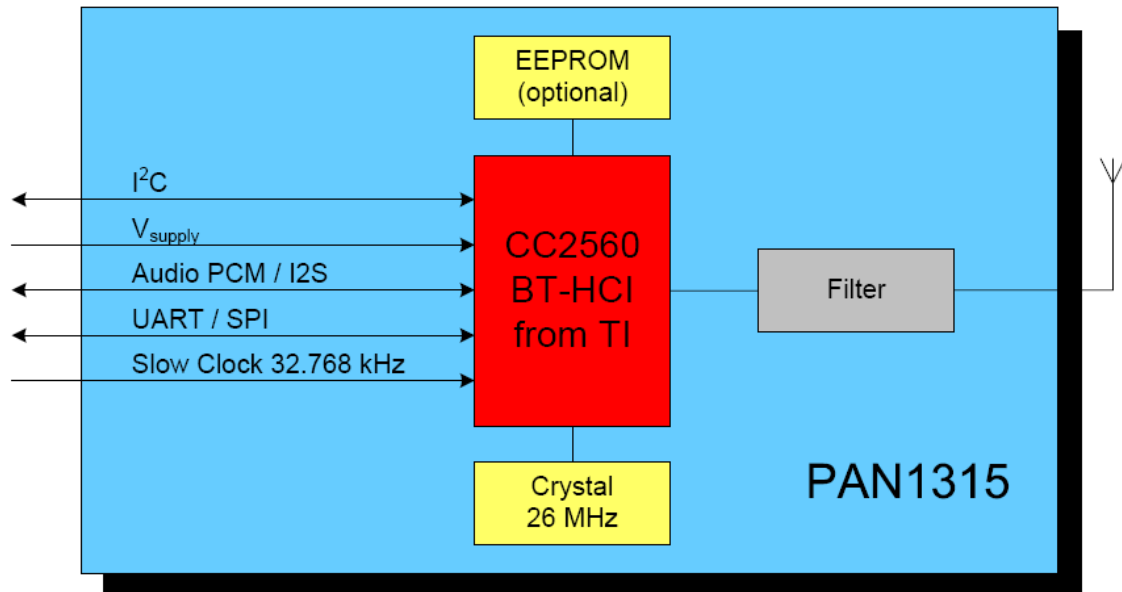 EEPROM
(optional)
I²C
Vsupply
Audio PCM / I2S
UART / SPI
Slow Clock 32.768 kHz
CC2560
BT-HCI
from TI
Filter
Crystal
26 MHz
PAN1315